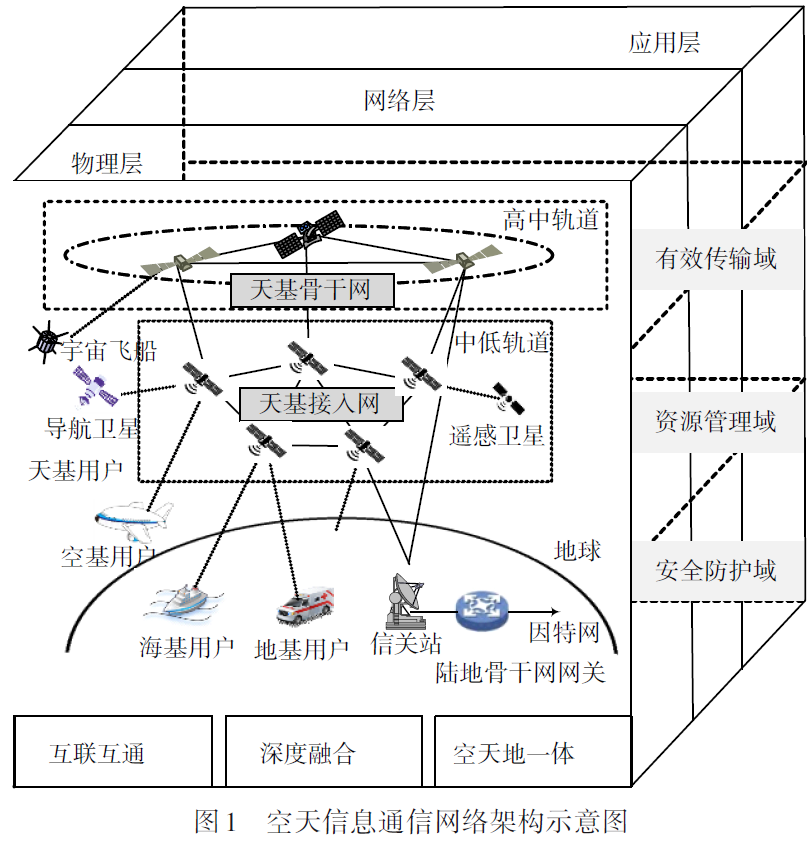 应用层
网络层
物理层
高中轨道
有效传输域
天基骨干网
宇宙飞船
中低轨道
天基接入网
导航卫星
遥感卫星
资源管理域
天基用户
空基用户
地球
安全防护域
海基用户
地基用户
信关站
因特网
陆地骨干网网关
互联互通
深度融合
空天地一体
图1 空天信息通信网络架构示意图